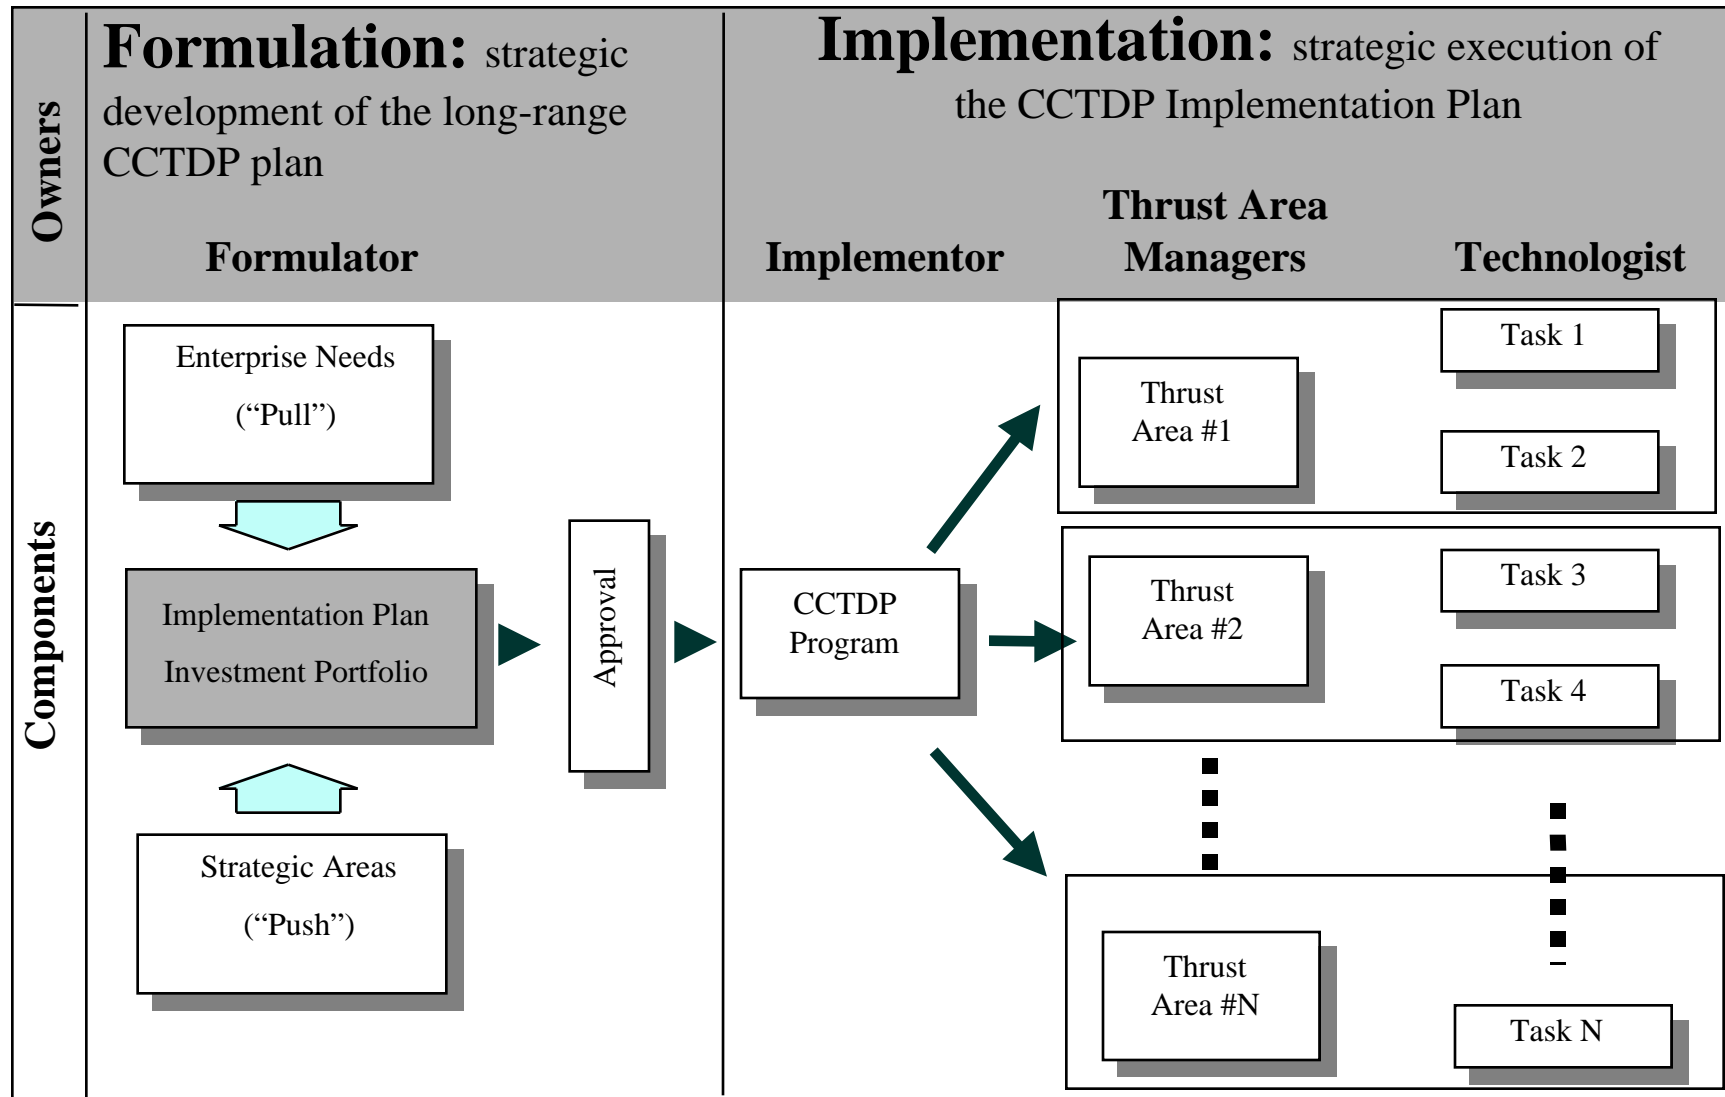 Formulation: strategic
development of the long-range
CCTDP plan
Implementation: strategic execution of
the CCTDP Implementation Plan
Owners
Formulator
Implementor
Thrust Area
Managers
Technologist
Components
Enterprise Needs
(“Pull”)
Implementation Plan
Investment Portfolio
Strategic Areas
(“Push”)
Approval
CCTDP
Program
Thrust
Area #1
Task 1
Task 2
Thrust
Area #2
Task 3
Task 4
Thrust
Area #N
Task N